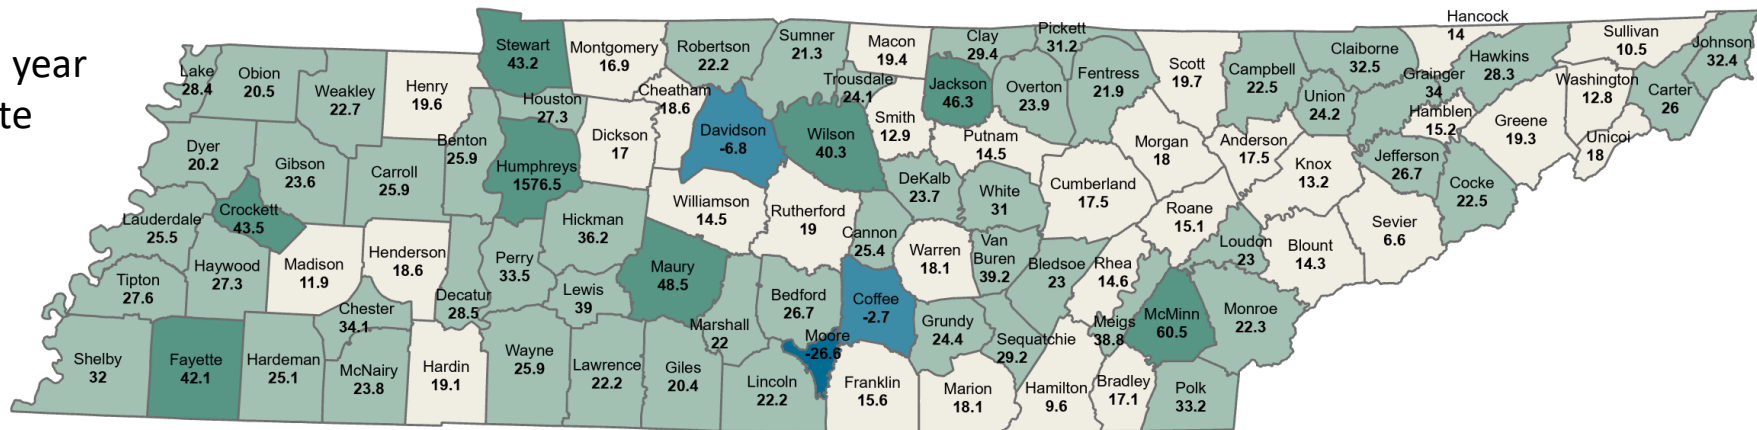 year
te
Stewart
43.2
Montgomery
16.9
Robertson
22.2
Sumner
21.3
Macon
19.4
Clay
29.4
Pickett
31.2
Hancock
14
Sullivan
10.5
Johnson
32.4
Lake
28.4
Obion
20.5
Weakley
22.7
Henry
19.6
Houston
27.3
Cheatham
18.6
Trousdale
24.1
Jackson
46.3
Overton
23.9
Fentress
21.9
Scott
19.7
Campbell
22.5
Claiborne
32.5
Union
24.2
Grainger
34
Hawkins
28.3
Hamblen
15.2
Washington
12.8
Carter
26
Greene
19.3
Unicoi
18
Dyer
20.2
Gibson
23.6
Carroll
25.9
Benton
25.9
Humphreys
1576.5
Dickson
17
Davidson
-6.8
Wilson
40.3
Smith
12.9
Putnam
14.5
DeKalb
23.7
White
31
Cumberland
17.5
Morgan
18
Anderson
17.5
Knox
13.2
Jefferson
26.7
Cocke
22.5
Lauderdale
25.5
Crockett
43.5
Hickman
36.2
Williamson
14.5
Rutherford
19
Cannon
25.4
Warren
18.1
Van
Buren
39.2
Bledsoe
23
Rhea
14.6
Roane
15.1
Loudon
23
Blount
14.3
Sevier
6.6
Tipton
27.6
Haywood
27.3
Madison
11.9
Henderson
18.6
Chester
34.1
Decatur
28.5
Perry
33.5
Lewis
39
Maury
48.5
Marshall
22
Bedford
26.7
Coffee
-2.7
Moore
-26.6
Grundy
24.4
Sequatchie
29.2
Meigs
38.8
McMinn
60.5
Monroe
22.3
Shelby
32
Fayette
42.1
Hardeman
25.1
McNairy
23.8
Hardin
19.1
Wayne
25.9
Lawrence
22.2
Giles
20.4
Lincoln
22.2
Franklin
15.6
Marion
18.1
Hamilton
9.6
Bradley
17.1
Polk
33.2